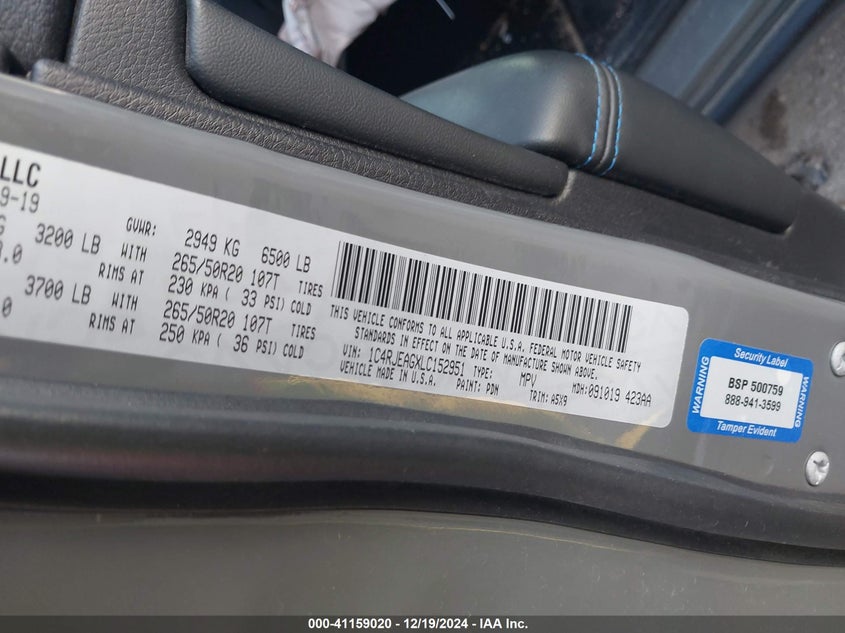 LLC
9-19
G 3200 LB
GVWR: 2949 KG 6500 LB
.0 RIMS AT WITH 265/50R20 107T TIRES
230 KPA ( 33 PSI) COLD
3700 LB WITH 265/50R20 107T TIRES
.0 RIMS AT 250 KPA ( 36 PSI) COLD
THIS VEHICLE CONFORMS TO ALL APPLICABLE U.S.A. FEDERAL MOTOR VEHICLE SAFETY
STANDARDS IN EFFECT ON THE DATE OF MANUFACTURE SHOWN ABOVE.
VIN: 1C4RJEAGXLC152951 TYPE: MPV MDH: 091019 423AA
VEHICLE MADE IN U.S.A. PAINT: PDN TRIM: A5X9
Security Label
WARNING
BSP 500759
888-941-3599
WARNING
Tamper Evident
000-41159020 - 12/19/2024 - IAA Inc.